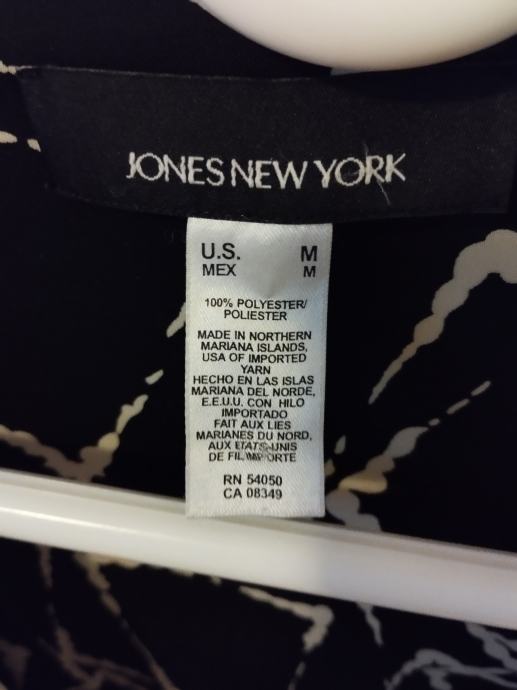 JONES NEW YORK
U.S. M
MEX M
100% POLYESTER/
POLIESTER
MADE IN NORTHERN
MARIANA ISLANDS,
USA OF IMPORTED
YARN
HECHO EN LAS ISLAS
MARIANA DEL NORDE,
E.E.U.U. CON HILO
IMPORTADO
FAIT AUX LIES
MARIANES DU NORD,
AUX ETATS-UNIS
DE FIL IMPORTE
RN 54050
CA 08349